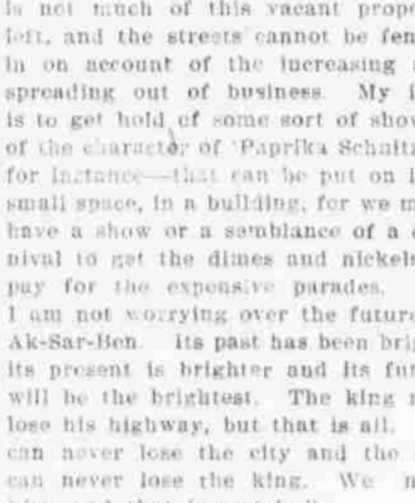 is not much of this vacant prope
left, and the streets cannot be fen
in on account of the increasing
spreading out of business. My i
is to get hold of some sort of show
of the character of 'Paprika Schnitz
for instance—that can be put on i
small space, in a building, for we m
have a show or a semblance of a c
nival to get the dimes and nickels
pay for the expensive parades.
I am not worrying over the future
Ak-Sar-Ben. Its past has been brig
its present is brighter and its fut
will be the brightest. The king m
lose his highway, but that is all.
can never lose the city and the
can never lose the king. We